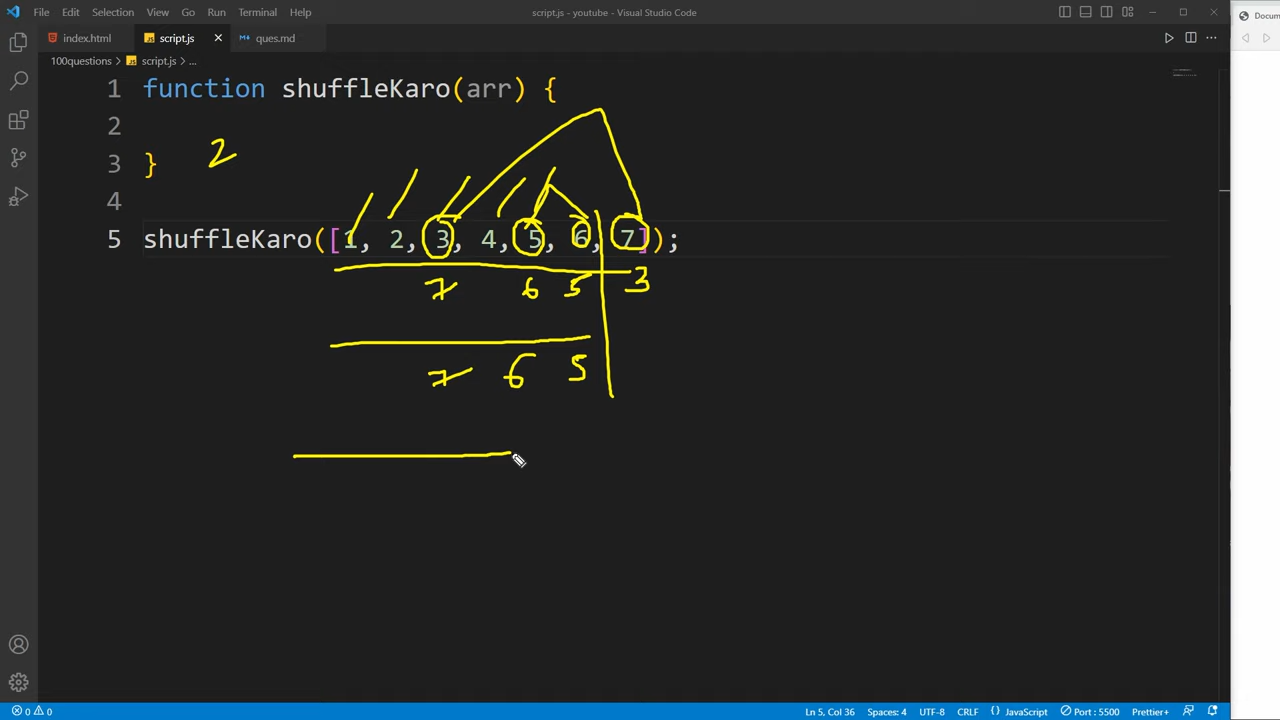 File Edit Selection View Go Run Terminal Help
script.js - youtube - Visual Studio Code
Docum
index.html script.js ques.md
100questions > script.js > ...
1 function shuffleKaro(arr) {
2
3 }
2
4
5 shuffleKaro([1, 2, 3, 4, 5, 6, 7]);
7 6 5 3
7 6 5
0 0 Ln 5, Col 36 Spaces: 4 UTF-8 CRLF {} JavaScript Port : 5500 Prettier+